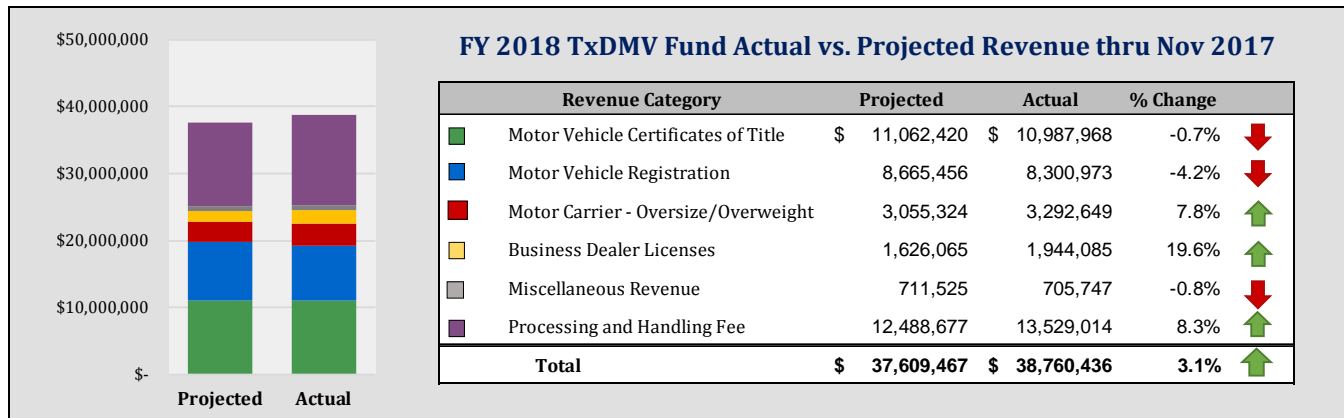 $50,000,000
$40,000,000
$30,000,000
$20,000,000
$10,000,000
$-
Projected Actual
FY 2018 TxDMV Fund Actual vs. Projected Revenue thru Nov 2017
Revenue Category Projected Actual % Change
Motor Vehicle Certificates of Title $ 11,062,420 $ 10,987,968 -0.7%
Motor Vehicle Registration 8,665,456 8,300,973 -4.2%
Motor Carrier - Oversize/Overweight 3,055,324 3,292,649 7.8%
Business Dealer Licenses 1,626,065 1,944,085 19.6%
Miscellaneous Revenue 711,525 705,747 -0.8%
Processing and Handling Fee 12,488,677 13,529,014 8.3%
Total $ 37,609,467 $ 38,760,436 3.1%